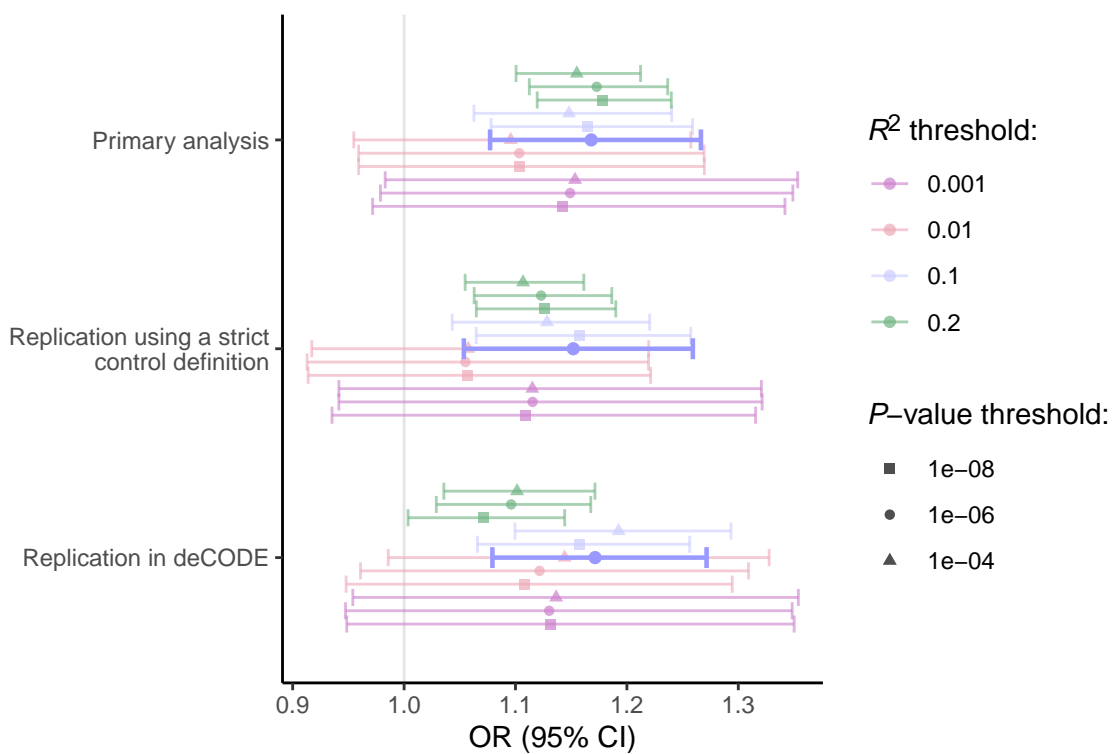 Primary analysis
Replication using a strict
control definition
Replication in deCODE
0.9
1.0
1.1
1.2
1.3
OR (95% CI)
R² threshold:
0.001
0.01
0.1
0.2
P−value threshold:
1e−08
1e−06
1e−04